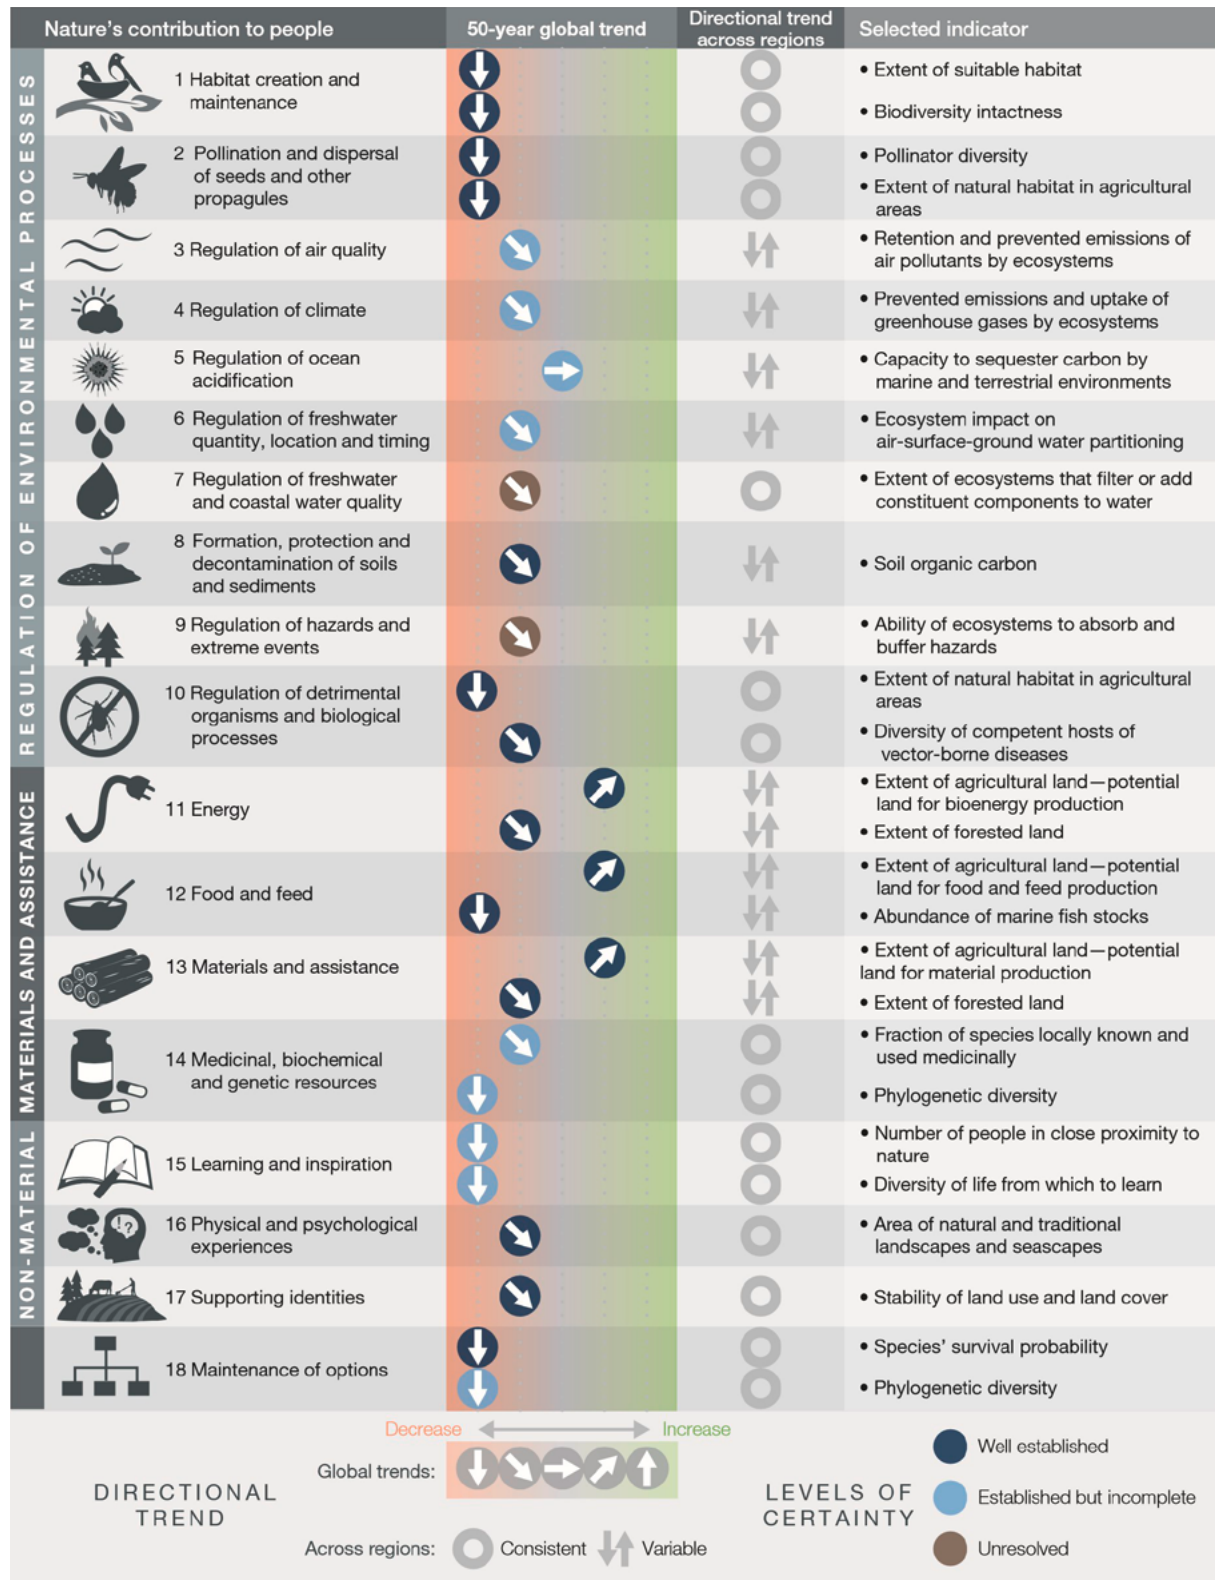 Nature's contribution to people
50-year global trend
Directional trend
across regions
Selected indicator
REGULATION OF ENVIRONMENTAL PROCESSES
1 Habitat creation and
maintenance
• Extent of suitable habitat
• Biodiversity intactness
2 Pollination and dispersal
of seeds and other
propagules
• Pollinator diversity
• Extent of natural habitat in agricultural
areas
3 Regulation of air quality
• Retention and prevented emissions of
air pollutants by ecosystems
4 Regulation of climate
• Prevented emissions and uptake of
greenhouse gases by ecosystems
5 Regulation of ocean
acidification
• Capacity to sequester carbon by
marine and terrestrial environments
6 Regulation of freshwater
quantity, location and timing
• Ecosystem impact on
air-surface-ground water partitioning
7 Regulation of freshwater
and coastal water quality
• Extent of ecosystems that filter or add
constituent components to water
8 Formation, protection and
decontamination of soils
and sediments
• Soil organic carbon
9 Regulation of hazards and
extreme events
• Ability of ecosystems to absorb and
buffer hazards
10 Regulation of detrimental
organisms and biological
processes
• Extent of natural habitat in agricultural
areas
• Diversity of competent hosts of
vector-borne diseases
MATERIALS AND ASSISTANCE
11 Energy
• Extent of agricultural land—potential
land for bioenergy production
• Extent of forested land
12 Food and feed
• Extent of agricultural land—potential
land for food and feed production
• Abundance of marine fish stocks
13 Materials and assistance
• Extent of agricultural land—potential
land for material production
• Extent of forested land
14 Medicinal, biochemical
and genetic resources
• Fraction of species locally known and
used medicinally
• Phylogenetic diversity
NON-MATERIAL
15 Learning and inspiration
• Number of people in close proximity to
nature
• Diversity of life from which to learn
16 Physical and psychological
experiences
!?
• Area of natural and traditional
landscapes and seascapes
17 Supporting identities
• Stability of land use and land cover
18 Maintenance of options
• Species' survival probability
• Phylogenetic diversity
Decrease
Increase
Global trends:
DIRECTIONAL
TREND
Across regions:
Consistent
Variable
LEVELS OF
CERTAINTY
Well established
Established but incomplete
Unresolved